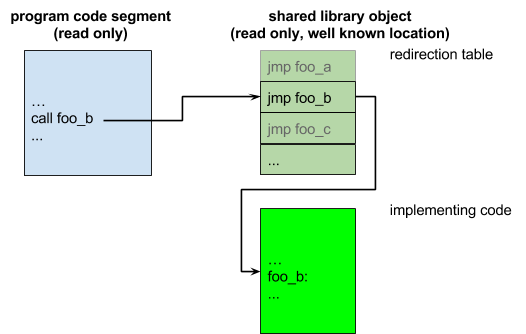 program code segment
(read only)
shared library object
(read only, well known location)
redirection table
jmp foo_a
jmp foo_b
jmp foo_c
...
...
call foo_b
...
implementing code
...
foo_b:
...